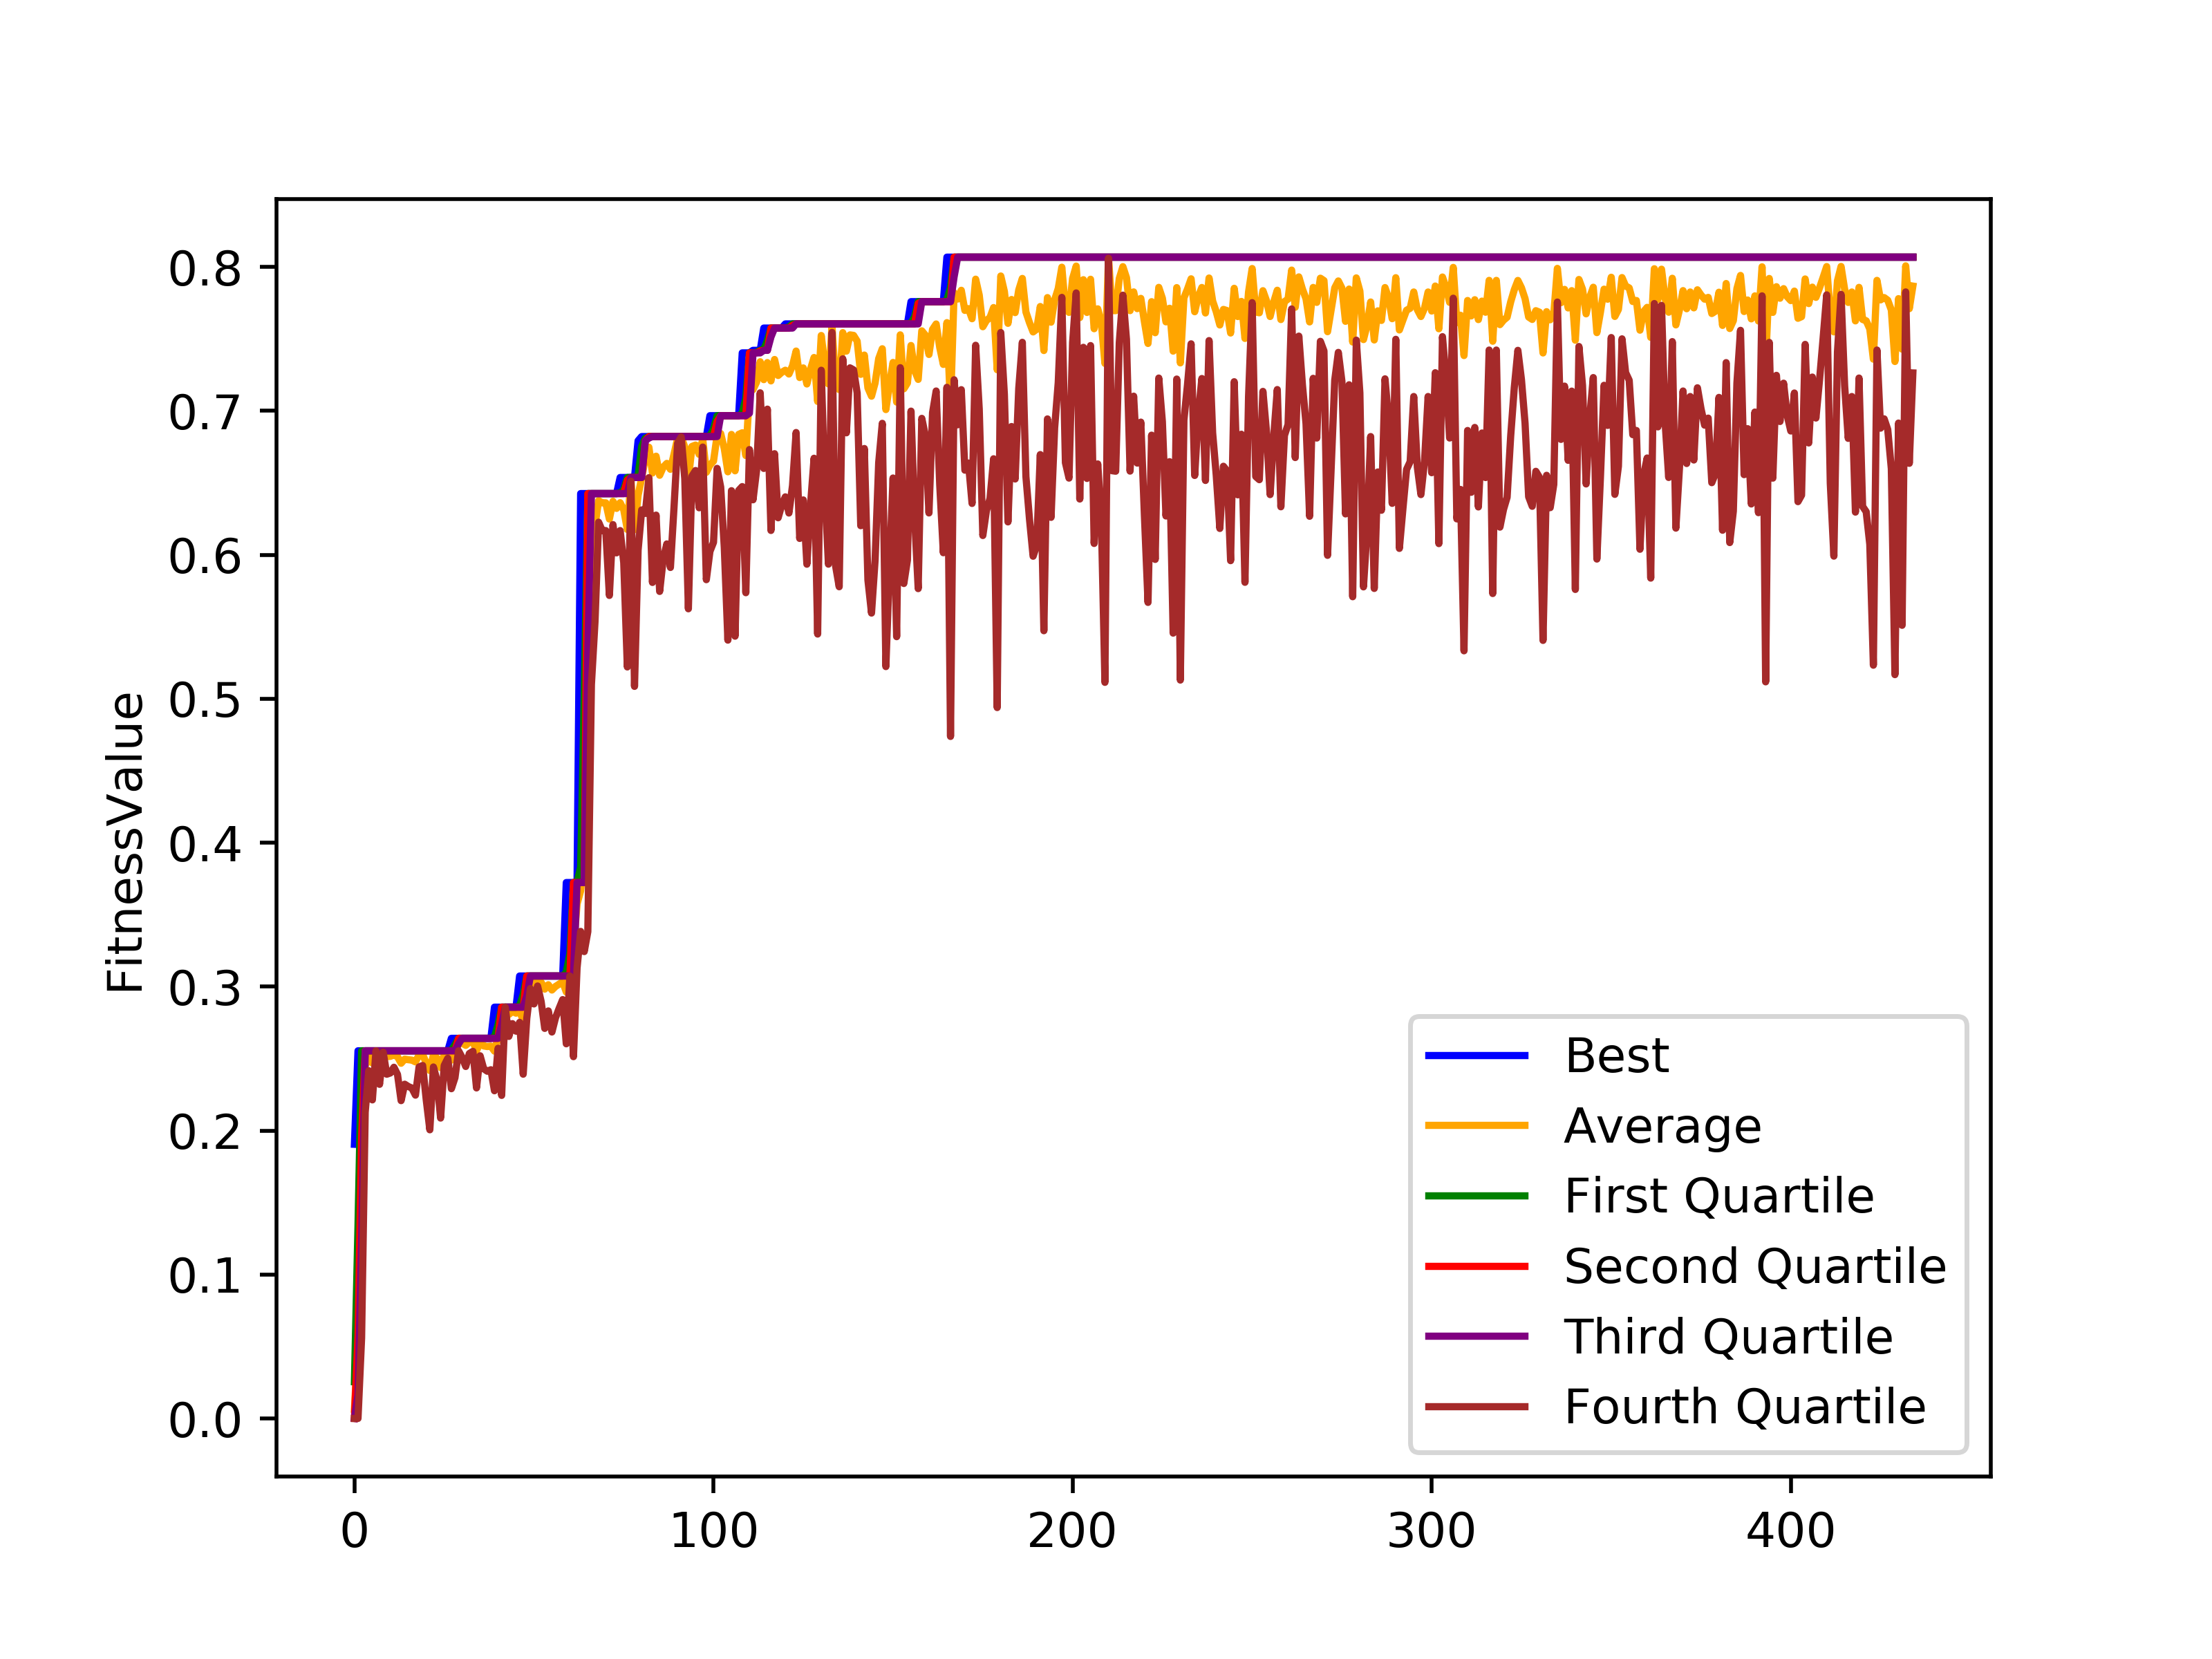 0.8
0.7
0.6
0.5
0.4
0.3
0.2
0.1
0.0
FitnessValue
0 100 200 300 400
Best
Average
First Quartile
Second Quartile
Third Quartile
Fourth Quartile